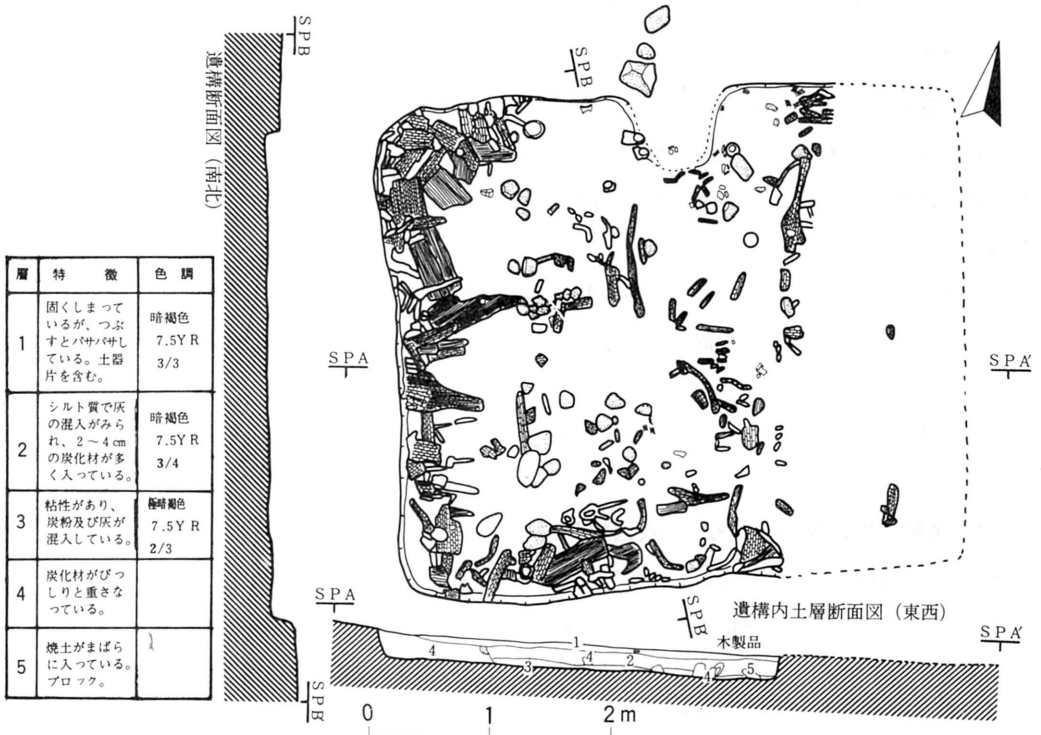 SPB
SPB
遺構断面図（南北）
層 特徴 色調
1
固くしまって
いるが、つぶ
すとパサパサし
ている。土器
片を含む。
暗褐色
7.5YR
3/3
2
シルト質で灰
の混入がみら
れ、2～4cm
の炭化材が多
く入っている。
暗褐色
7.5YR
3/4
3
粘性があり、
炭粉及び灰が
混入している。
極暗褐色
7.5YR
2/3
4
炭化材がびっ
しりと重さな
っている。
5
焼土がまばら
に入っている。
ブロック。
SPA
SPA′
SPA
SPB′
遺構内土層断面図（東西）
木製品
SPA′
1
4
4
2
3
4
5
SPB′
0 1 2m